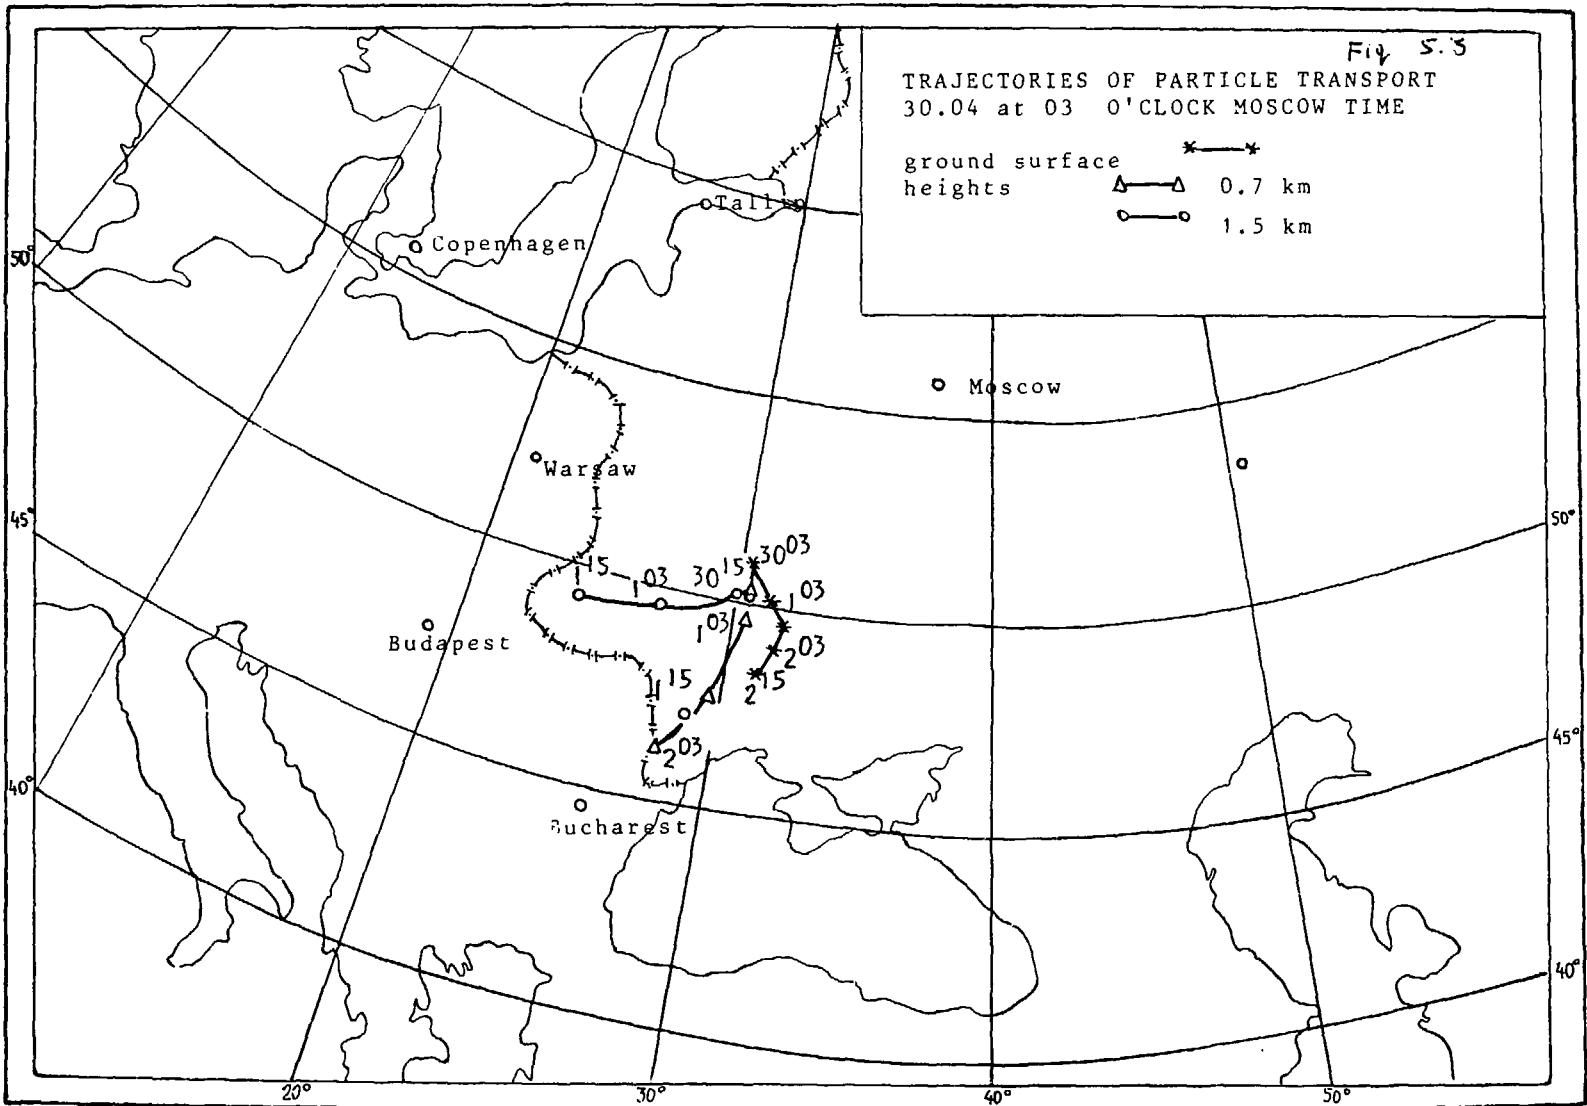 Fig 5.3
TRAJECTORIES OF PARTICLE TRANSPORT
30.04 at 03 O'CLOCK MOSCOW TIME
ground surface
heights
0.7 km
1.5 km
Tallin
Copenhagen
50°
Moscow
Warsaw
45°
50°
15
1 03
30 15
30 03
1 03
1 03
Budapest
2 03
1 15
2 15
2 03
45°
40°
Bucharest
40°
20°
30°
40°
50°